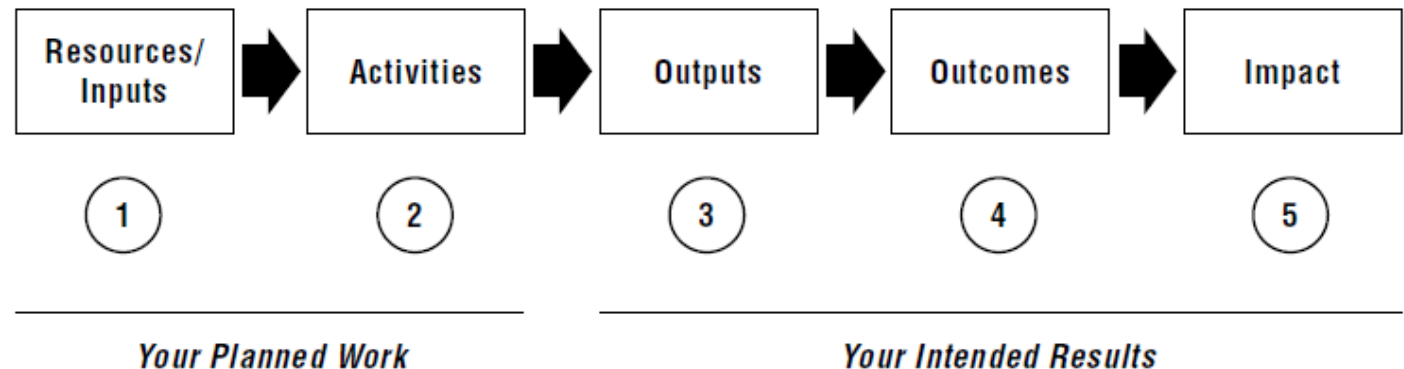 Resources/
Inputs
Activities
Outputs
Outcomes
Impact
1
2
3
4
5
Your Planned Work
Your Intended Results